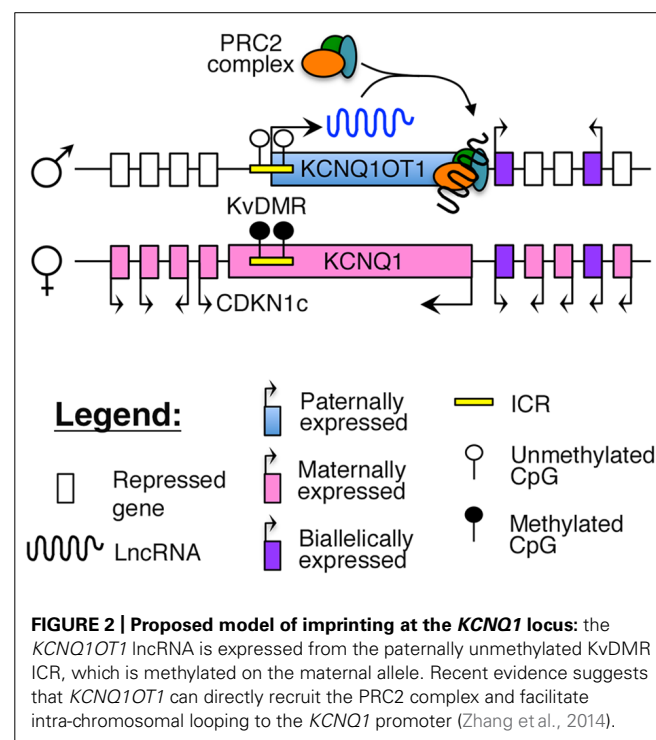 PRC2
complex
♂
KCNQ1OT1
KvDMR
♀
KCNQ1
CDKN1c
Legend:
Repressed
gene
LncRNA
Paternally
expressed
Maternally
expressed
Biallelically
expressed
ICR
Unmethylated
CpG
Methylated
CpG
FIGURE 2 | Proposed model of imprinting at the KCNQ1 locus: the
KCNQ1OT1 lncRNA is expressed from the paternally unmethylated KvDMR
ICR, which is methylated on the maternal allele. Recent evidence suggests
that KCNQ1OT1 can directly recruit the PRC2 complex and facilitate
intra-chromosomal looping to the KCNQ1 promoter (Zhang et al., 2014).